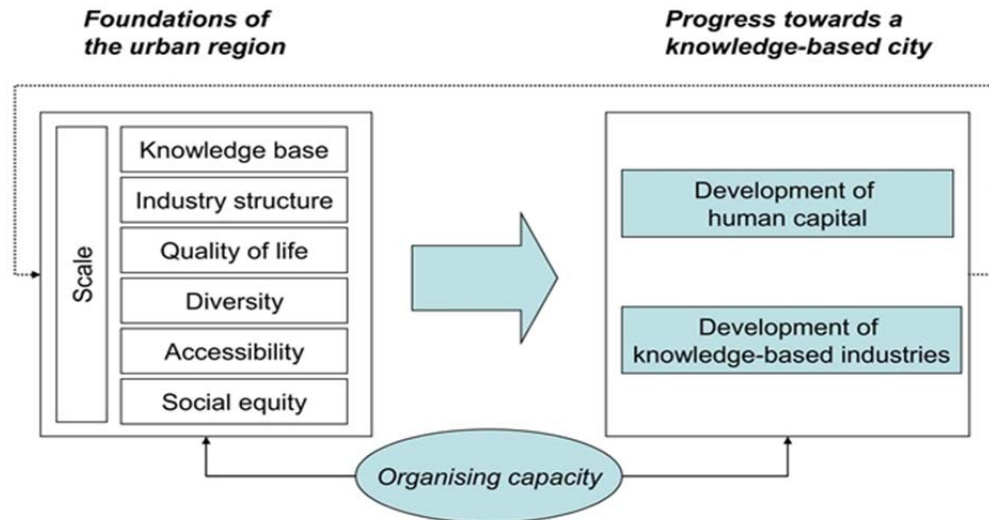 Foundations of
the urban region
Progress towards a
knowledge-based city
Scale
Knowledge base
Industry structure
Quality of life
Diversity
Accessibility
Social equity
Development of
human capital
Development of
knowledge-based industries
Organising capacity